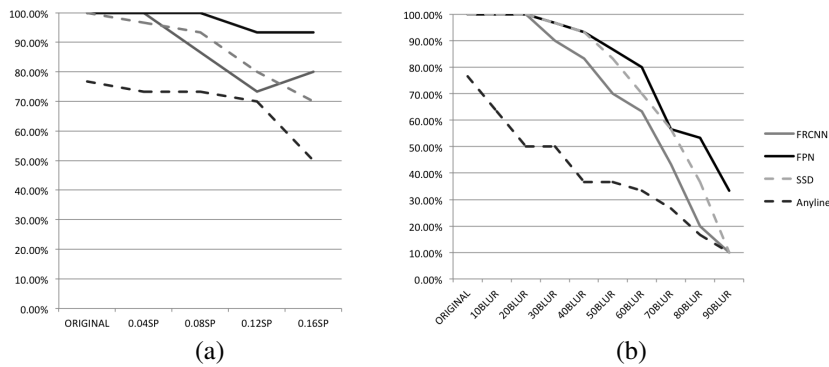 100.00%
90.00%
80.00%
70.00%
60.00%
50.00%
40.00%
30.00%
20.00%
10.00%
0.00%
ORIGINAL 0.04SP 0.08SP 0.12SP 0.16SP
(a)
100.00%
90.00%
80.00%
70.00%
60.00%
50.00%
40.00%
30.00%
20.00%
10.00%
0.00%
ORIGINAL 10BLUR 20BLUR 30BLUR 40BLUR 50BLUR 60BLUR 70BLUR 80BLUR 90BLUR
(b)
FRCNN
FPN
SSD
Anyline